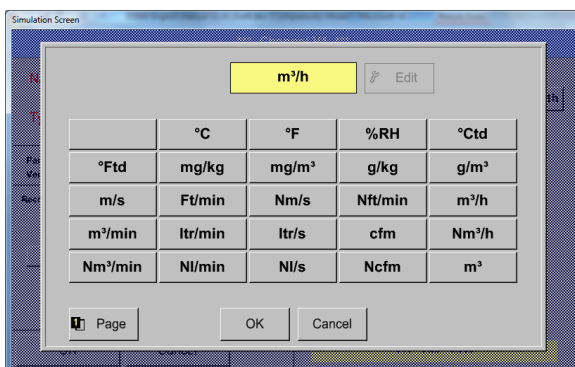 Simulation Screen
m³/h Edit
°C °F %RH °Ctd
°Ftd mg/kg mg/m³ g/kg g/m³
m/s Ft/min Nm/s Nft/min m³/h
m³/min ltr/min ltr/s cfm Nm³/h
Nm³/min Nl/min Nl/s Ncfm m³
1 Page OK Cancel